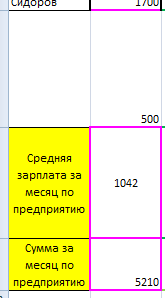 Сидоров 1700
500
Средняя
зарплата за
месяц по
предприятию
1042
Сумма за
месяц по
предприятию
5210